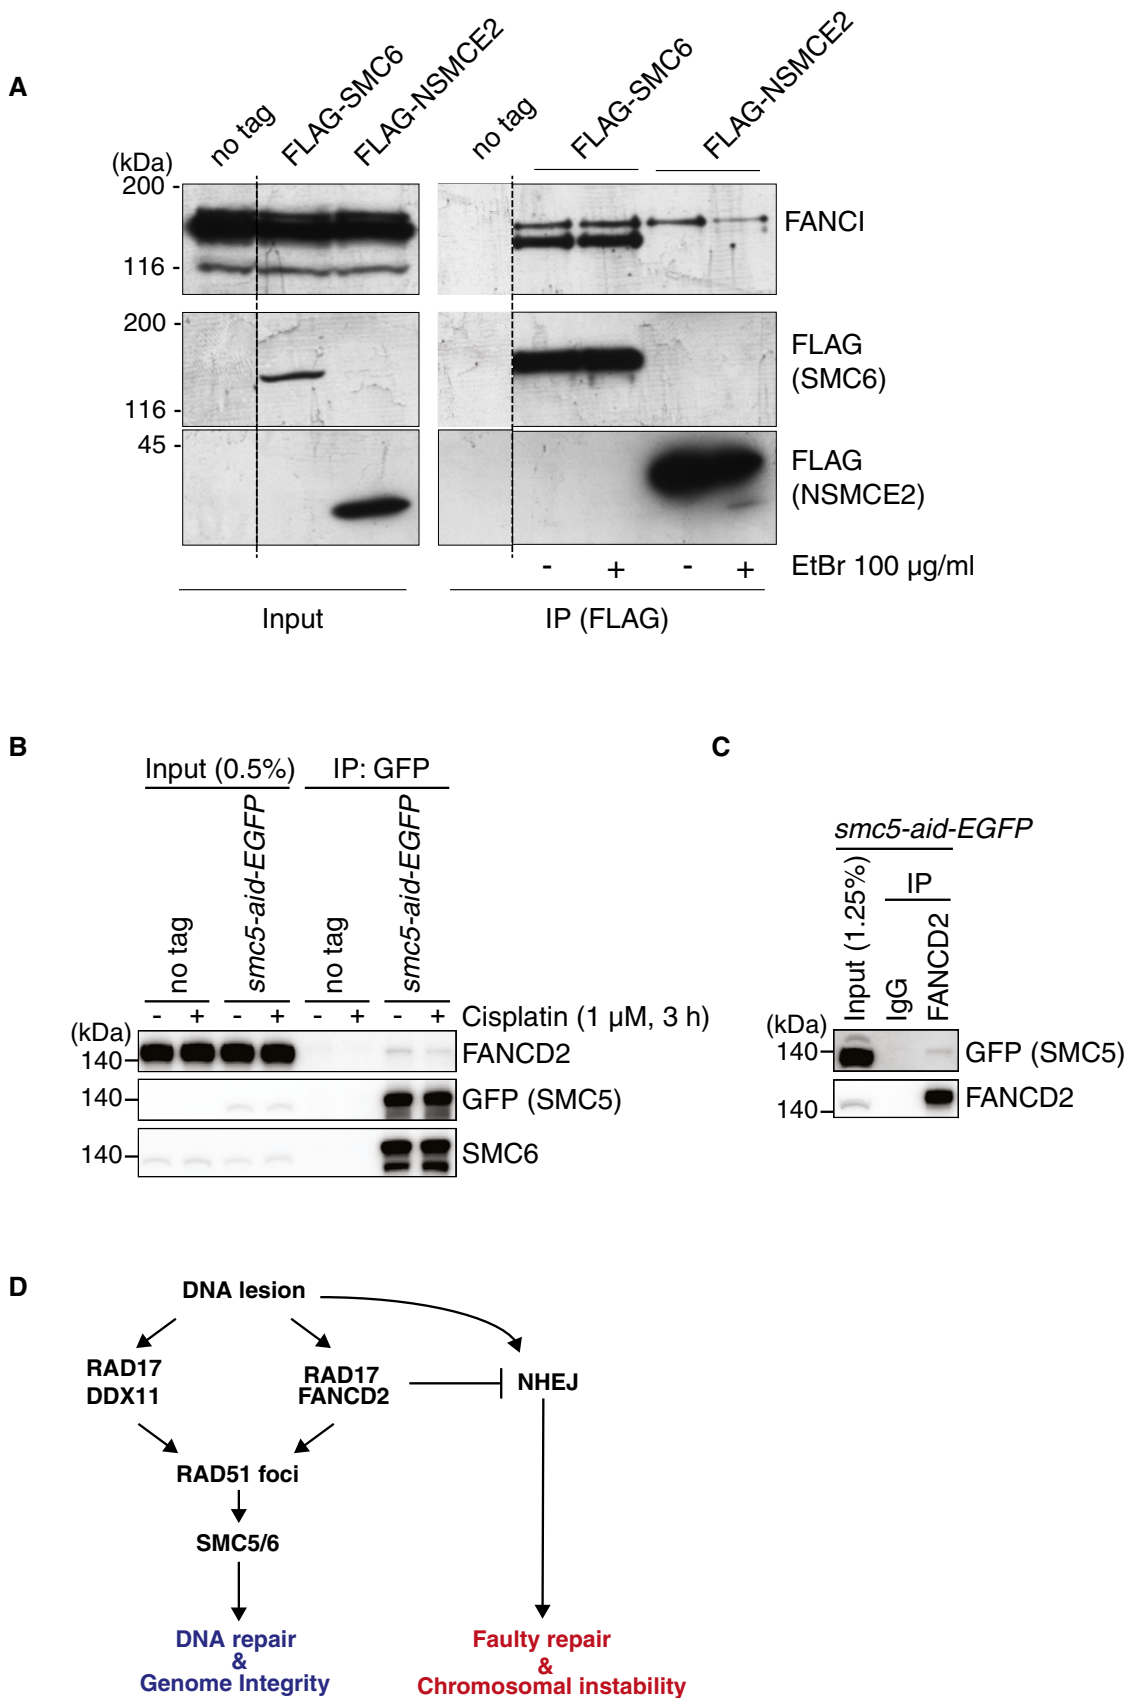 A
no tag
FLAG-SMC6
FLAG-NSMCE2
no tag
FLAG-SMC6
FLAG-NSMCE2
(kDa)
200 -
116 -
FANCI
200 -
116 -
FLAG
(SMC6)
45 -
FLAG
(NSMCE2)
- + - + EtBr 100 µg/ml
Input
IP (FLAG)
B
Input (0.5%) IP: GFP
no tag
smc5-aid-EGFP
no tag
smc5-aid-EGFP
- + - + - + - + Cisplatin (1 µM, 3 h)
(kDa)
140 FANCD2
140 GFP (SMC5)
140 SMC6
C
smc5-aid-EGFP
IP
Input (1.25%)
IgG
FANCD2
(kDa)
140 GFP (SMC5)
140 FANCD2
D
DNA lesion
RAD17
DDX11
RAD17
FANCD2
NHEJ
RAD51 foci
SMC5/6
DNA repair
&
Genome Integrity
Faulty repair
&
Chromosomal instability